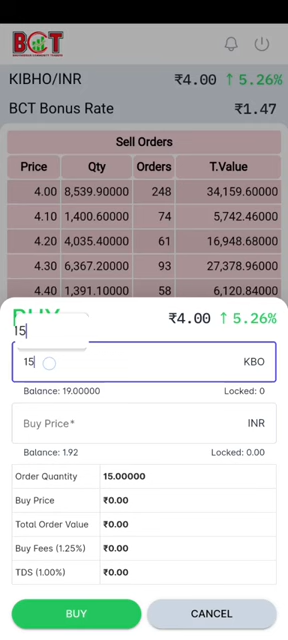 BCT
KIBHO/INR ₹4.00 ↑ 5.26%
BCT Bonus Rate ₹1.47
Sell Orders
Price Qty Orders T.Value
4.00 8,539.90000 248 34,159.60000
4.10 1,400.60000 74 5,742.46000
4.20 4,035.40000 61 16,948.68000
4.30 6,367.20000 93 27,378.96000
4.40 1,391.10000 58 6,120.84000
BUY ₹4.00 ↑ 5.26%
15
15 KBO
Balance: 19.00000 Locked: 0
Buy Price* INR
Balance: 1.92 Locked: 0.00
Order Quantity 15.00000
Buy Price ₹0.00
Total Order Value ₹0.00
Buy Fees (1.25%) ₹0.00
TDS (1.00%) ₹0.00
BUY CANCEL